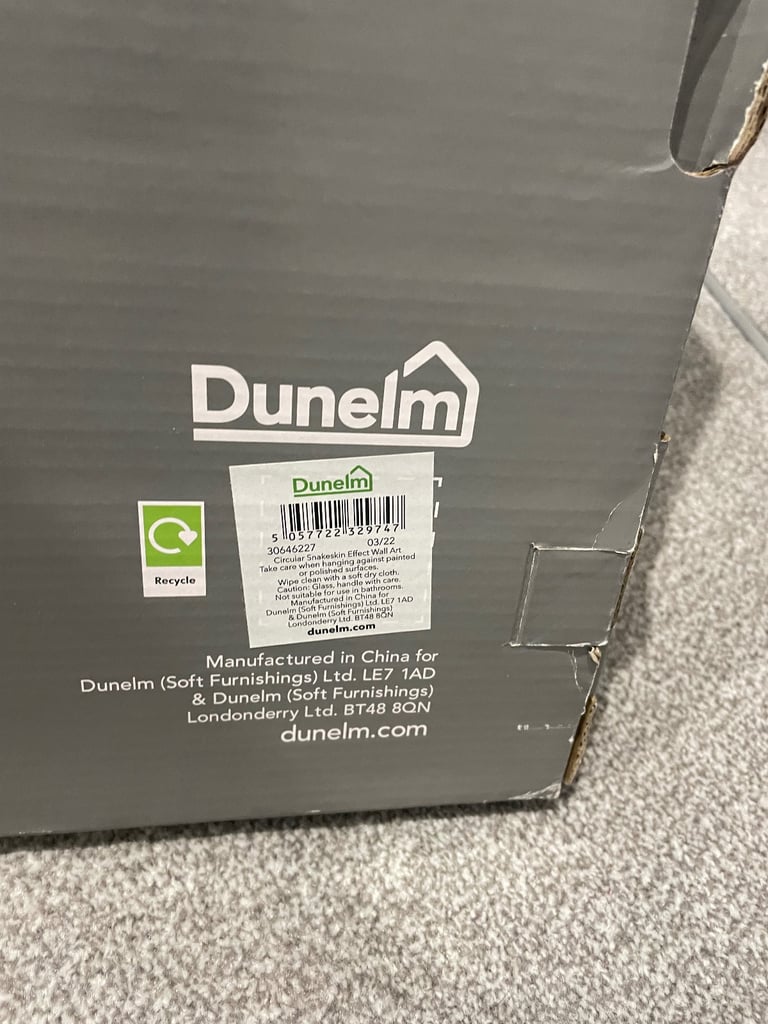 Dunelm
Dunelm
5 057722 329747
30646227 03/22
Circular Snakeskin Effect Wall Art
Take care when hanging against painted
or polished surfaces.
Wipe clean with a soft dry cloth.
Caution: Glass, handle with care.
Not suitable for use in bathrooms.
Manufactured in China for
Dunelm (Soft Furnishings) Ltd. LE7 1AD
& Dunelm (Soft Furnishings)
Londonderry Ltd. BT48 8QN
dunelm.com
Recycle
Manufactured in China for
Dunelm (Soft Furnishings) Ltd. LE7 1AD
& Dunelm (Soft Furnishings)
Londonderry Ltd. BT48 8QN
dunelm.com